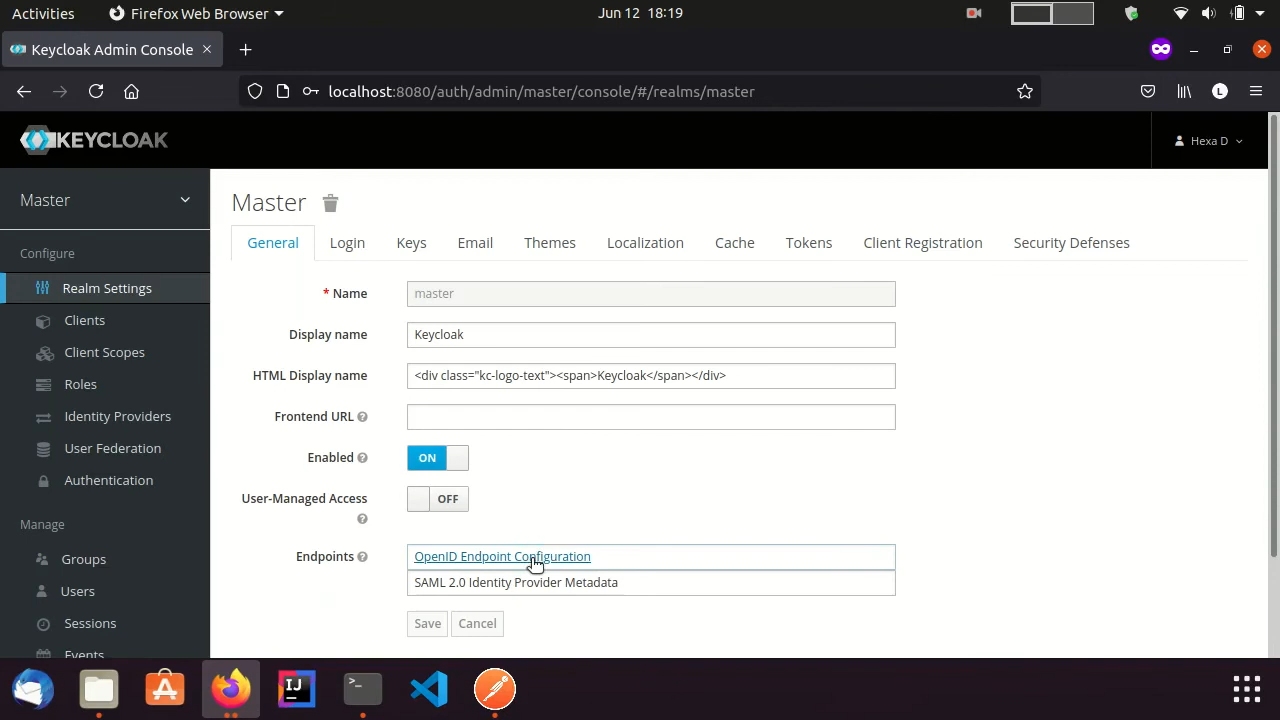 Activities Firefox Web Browser Jun 12 18:19
Keycloak Admin Console
localhost:8080/auth/admin/master/console/#/realms/master L
KEYCLOAK Hexa D
Master
Master
General Login Keys Email Themes Localization Cache Tokens Client Registration Security Defenses
Configure
Realm Settings
Clients
Client Scopes
Roles
Identity Providers
User Federation
Authentication
Manage
Groups
Users
Sessions
Events
* Name master
Display name Keycloak
HTML Display name <div class="kc-logo-text"><span>Keycloak</span></div>
Frontend URL
Enabled ON
User-Managed Access OFF
Endpoints OpenID Endpoint Configuration
SAML 2.0 Identity Provider Metadata
Save Cancel
IJ